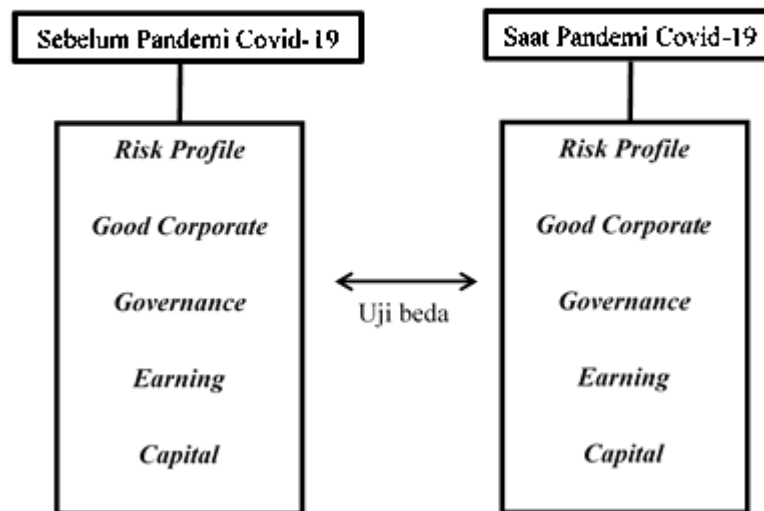 Sebelum Pandemi Covid-19
Risk Profile
Good Corporate
Governance
Earning
Capital
Uji beda
Saat Pandemi Covid-19
Risk Profile
Good Corporate
Governance
Earning
Capital